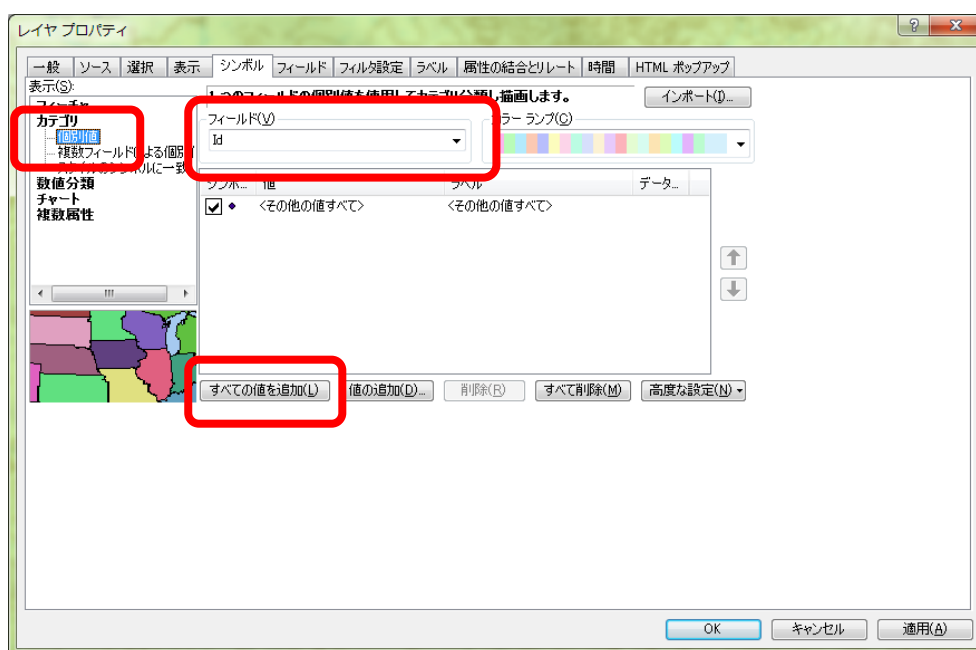 レイヤ プロパティ
一般 ソース 選択 表示 シンボル フィールド フィルタ設定 ラベル 属性の結合とリレート 時間 HTML ポップアップ
表示(S):
カテゴリ
個別値
複数フィールドによる個別
数値分類
チャート
複数属性
インポート(I)...
フィールド(V)
Id
カラー ランプ(C)
シンボ... 値 ラベル データ...
<その他の値すべて> <その他の値すべて>
すべての値を追加(L) 値の追加(D)... 削除(R) すべて削除(M) 高度な設定(N)
OK キャンセル 適用(A)